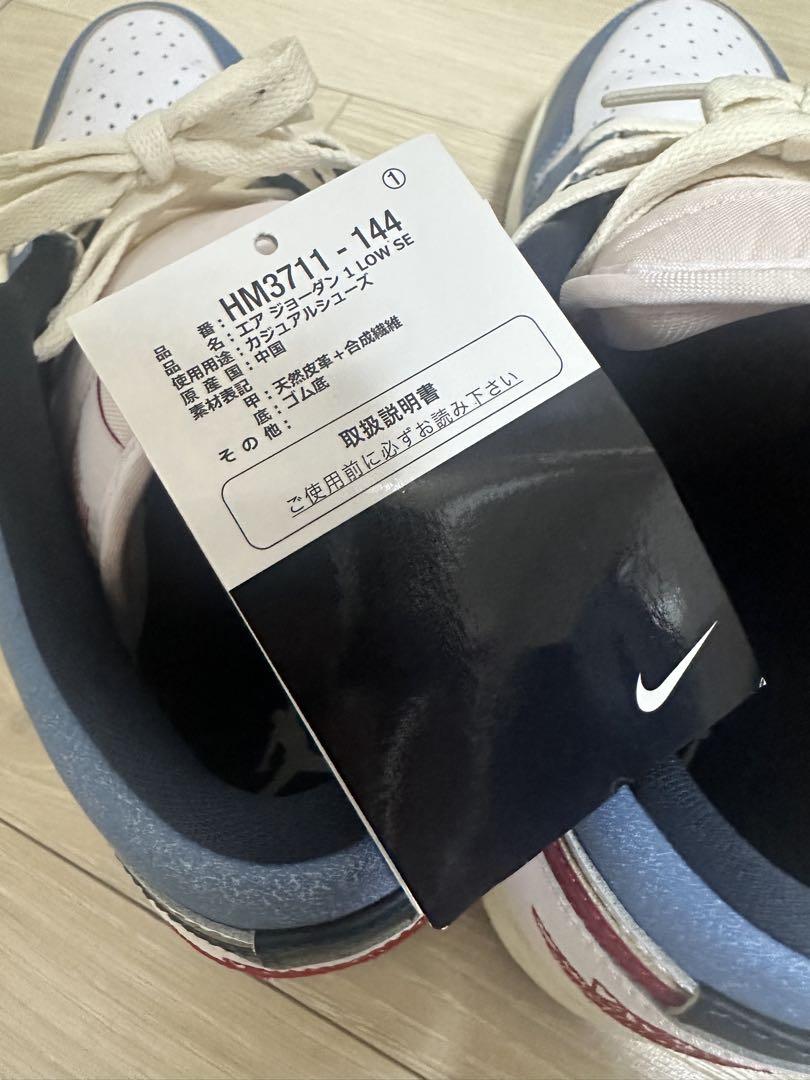 ①
品 番：HM3711 - 144
品 名：エア ジョーダン 1 LOW SE
使用用途：カジュアルシューズ
原 産 国：中国
素材表記 甲：天然皮革＋合成繊維
底：ゴム底
そ の 他：
取扱説明書
ご使用前に必ずお読み下さい